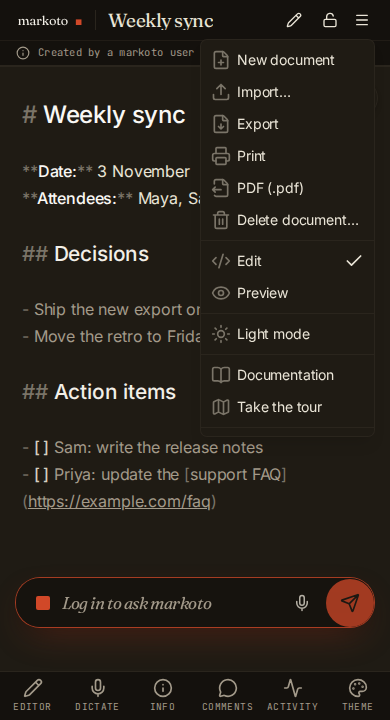 markoto
Weekly sync
Created by a markoto user
# Weekly sync
**Date:** 3 November
**Attendees:** Maya,
## Decisions
- Ship the new export
- Move the retro to
## Action items
- [ ] Sam: write the release notes
- [ ] Priya: update the [support FAQ]
(https://example.com/faq)
New document
Import...
Export
Print
PDF (.pdf)
Delete document...
Edit
Preview
Light mode
Documentation
Take the tour
Log in to ask markoto
EDITOR
DICTATE
INFO
COMMENTS
ACTIVITY
THEME